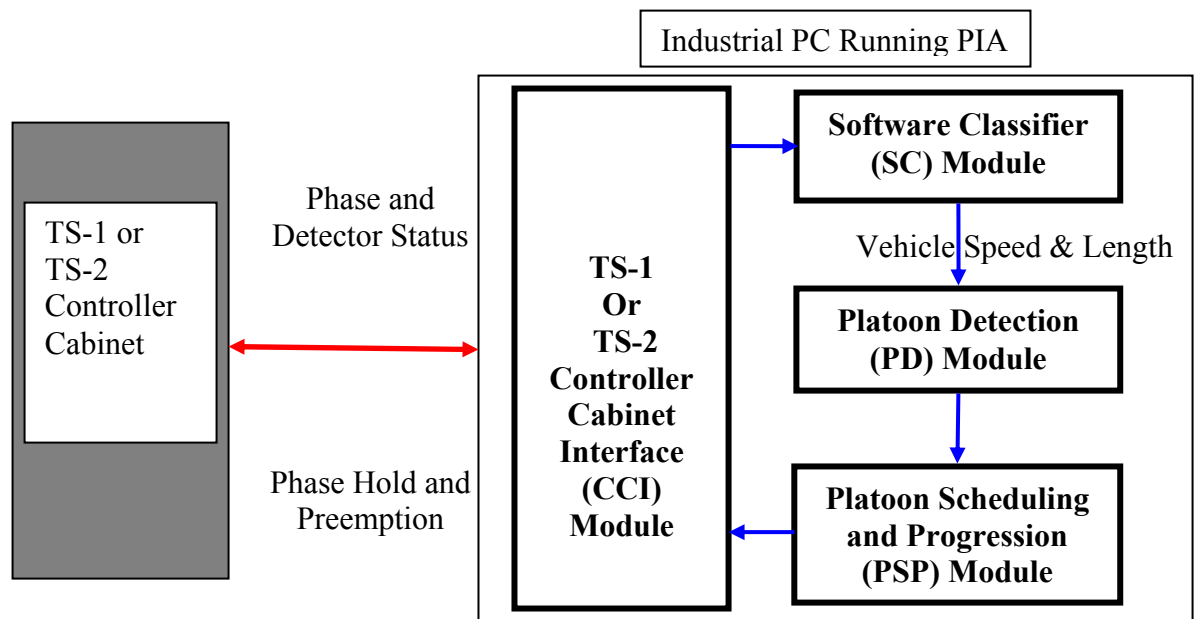 Industrial PC Running PIA
TS-1 or
TS-2
Controller
Cabinet
Phase and
Detector Status
Phase Hold and
Preemption
TS-1
Or
TS-2
Controller
Cabinet
Interface
(CCI)
Module
Software Classifier
(SC) Module
Vehicle Speed & Length
Platoon Detection
(PD) Module
Platoon Scheduling
and Progression
(PSP) Module